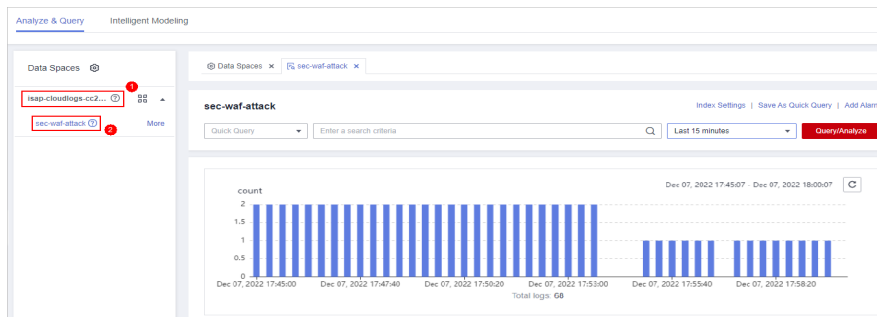 Analyze & Query Intelligent Modeling
Data Spaces
Data Spaces × sec-waf-attack ×
1
isap-cloudlogs-cc2... ?
sec-waf-attack ? 2 More
sec-waf-attack
Index Settings | Save As Quick Query | Add Alarm
Quick Query Enter a search criteria Last 15 minutes Query/Analyze
Dec 07, 2022 17:45:07 - Dec 07, 2022 18:00:07
count
2
1.5
1
0.5
0
Dec 07, 2022 17:45:00 Dec 07, 2022 17:47:40 Dec 07, 2022 17:50:20 Dec 07, 2022 17:53:00 Dec 07, 2022 17:55:40 Dec 07, 2022 17:58:20
Total logs: 68